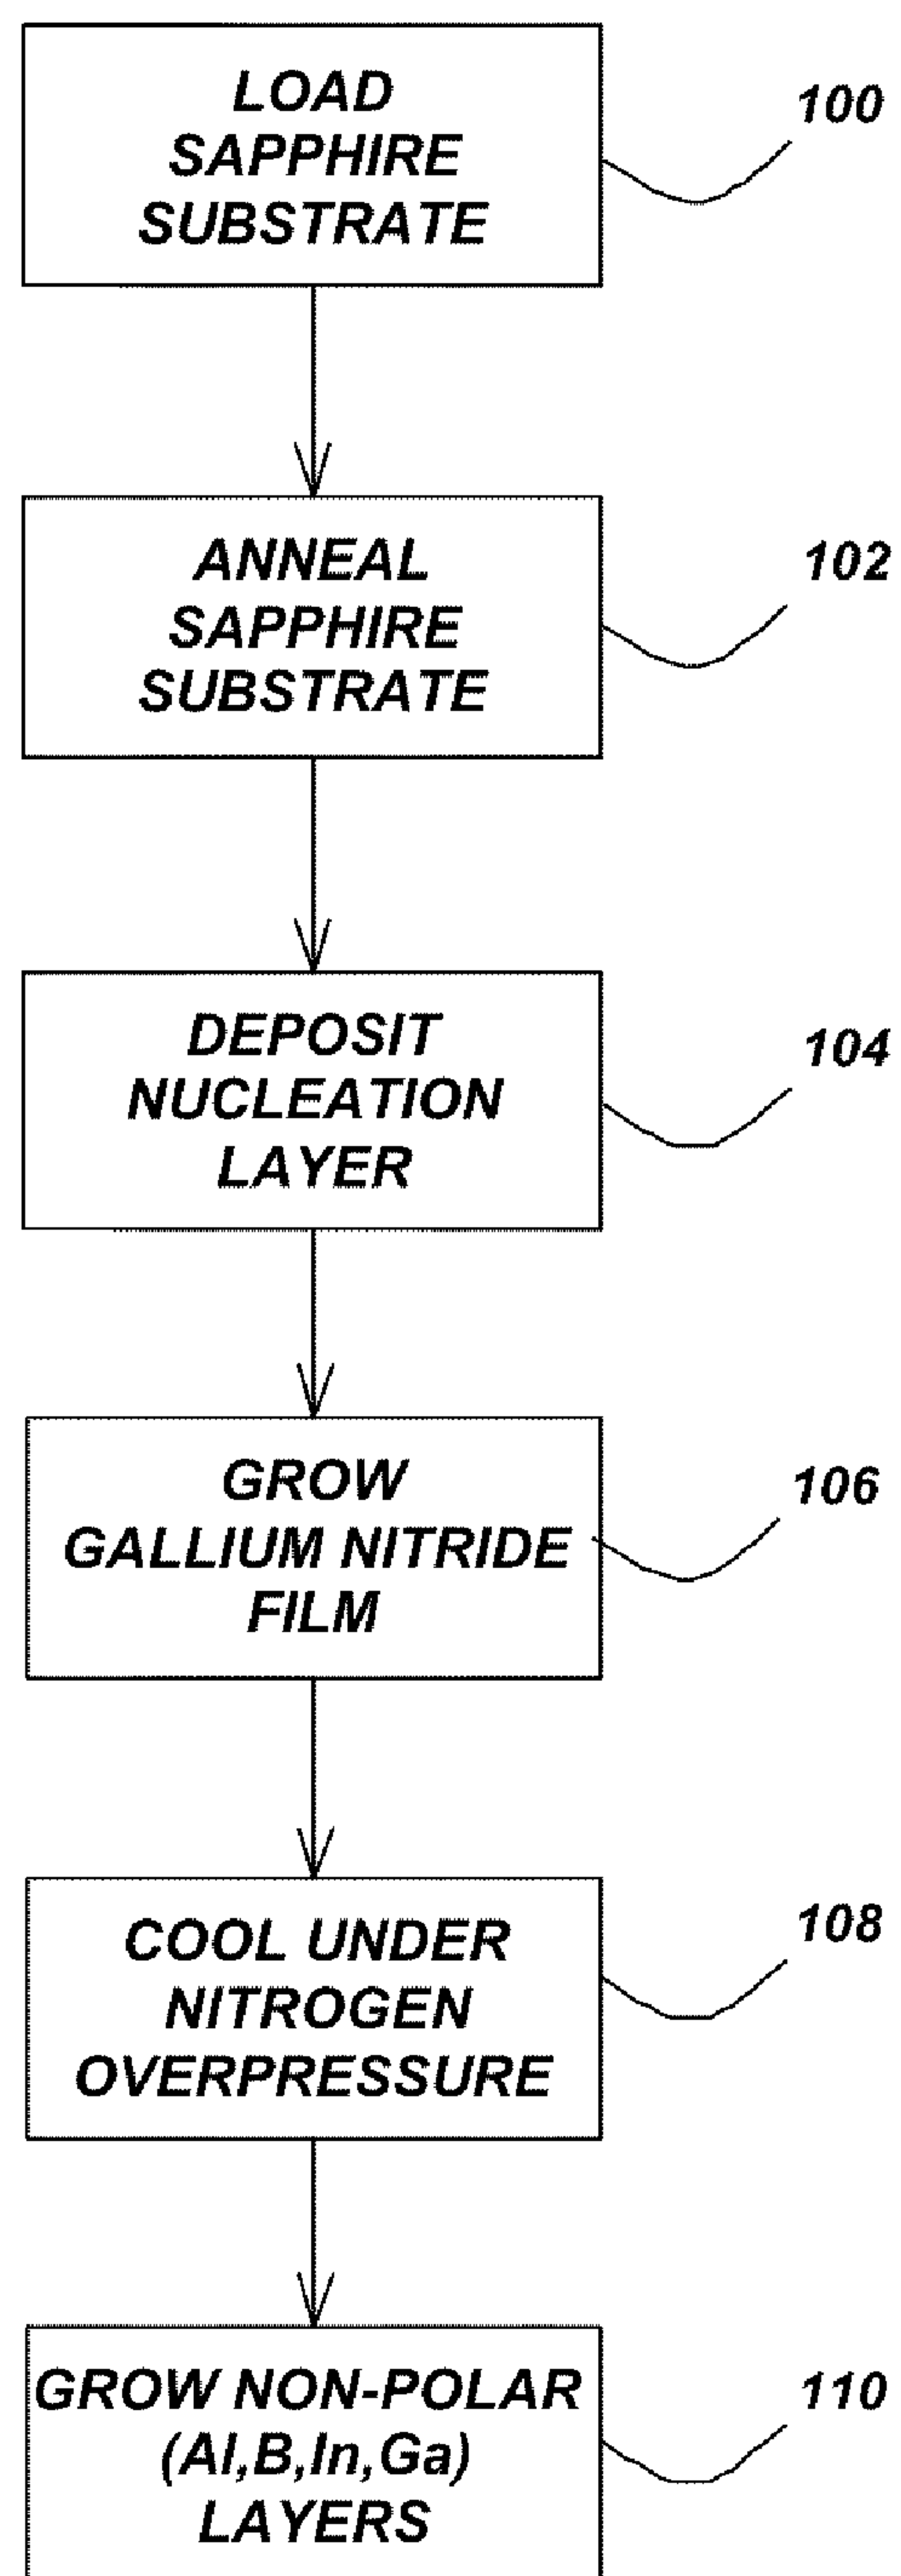 LOAD
SAPPHIRE
SUBSTRATE
100
ANNEAL
SAPPHIRE
SUBSTRATE
102
DEPOSIT
NUCLEATION
LAYER
104
GROW
GALLIUM NITRIDE
FILM
106
COOL UNDER
NITROGEN
OVERPRESSURE
108
GROW NON-POLAR
(Al,B,In,Ga)
LAYERS
110